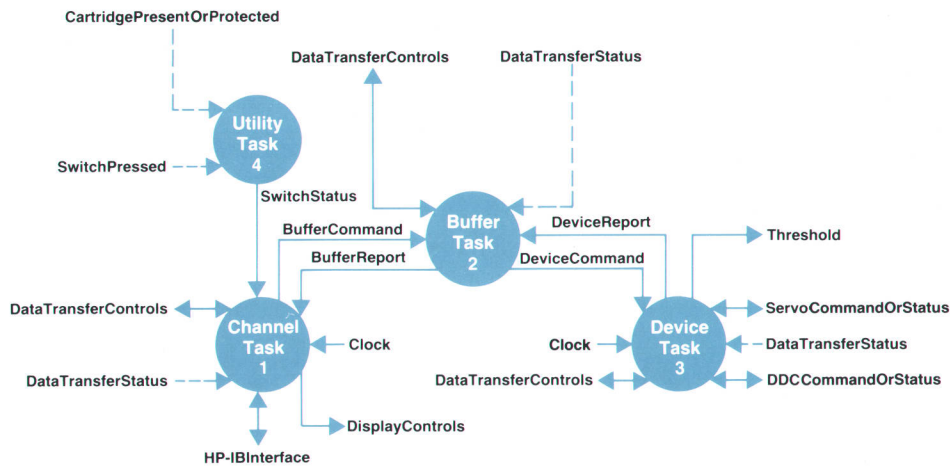 CartridgePresentOrProtected
DataTransferControls
DataTransferStatus
Utility
Task
4
SwitchPressed
SwitchStatus
BufferCommand
Buffer
Task
2
DeviceReport
Threshold
BufferReport
DeviceCommand
DataTransferControls
ServoCommandOrStatus
Channel
Task
1
Clock
Clock
Device
Task
3
DataTransferStatus
DataTransferStatus
DataTransferControls
DDCCommandOrStatus
DisplayControls
HP-IBInterface